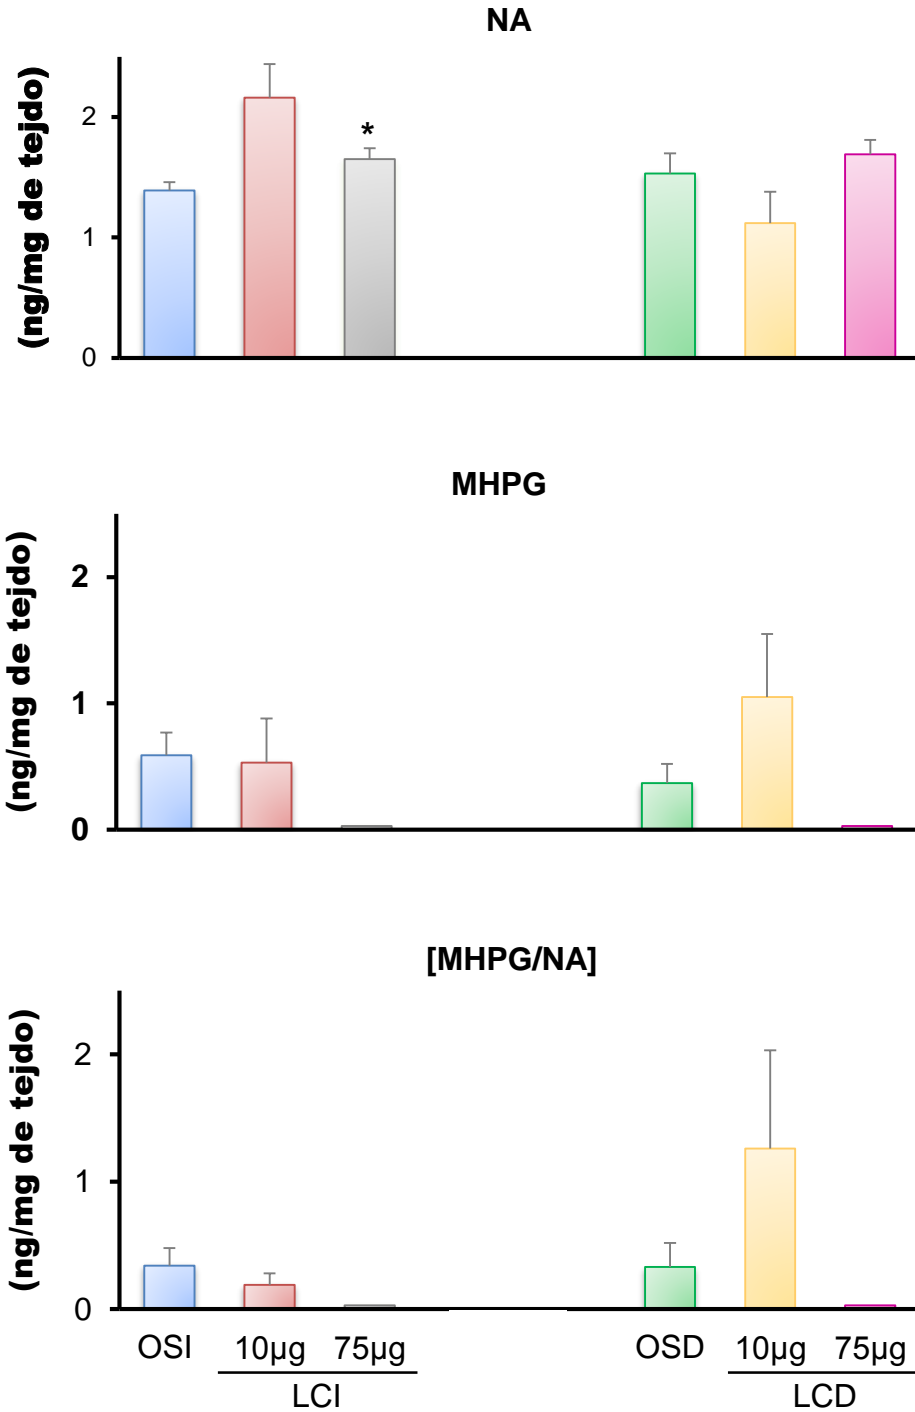 NA
(ng/mg de tejdo)
2
*
1
0
MHPG
(ng/mg de tejdo)
2
1
0
[MHPG/NA]
(ng/mg de tejdo)
2
1
0
OSI 10µg 75µg OSD 10µg 75µg
LCI LCD